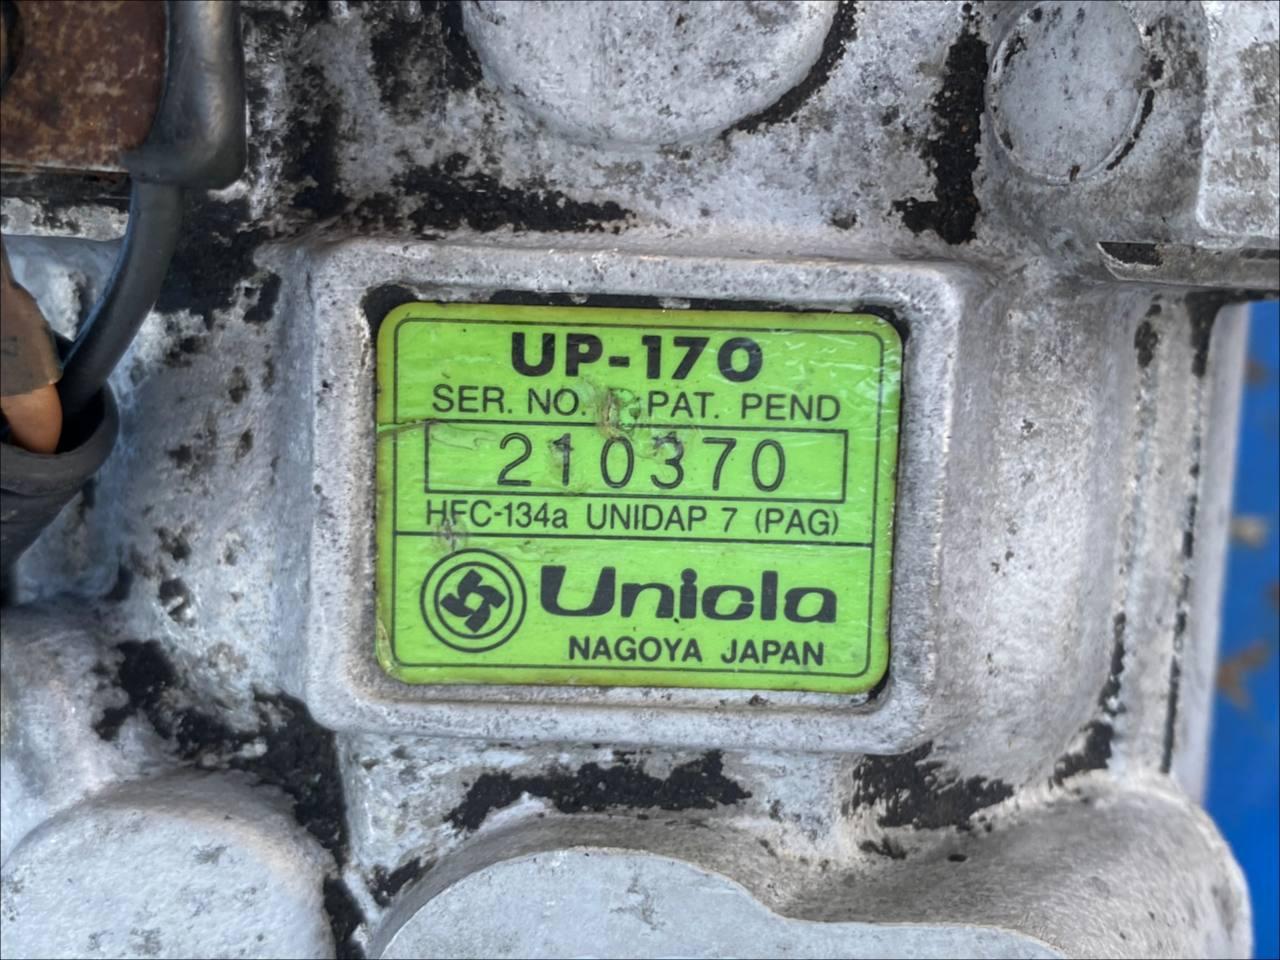 UP-170
SER. NO. PAT. PEND
210370
HFC-134a UNIDAP 7 (PAG)
Unicla
NAGOYA JAPAN